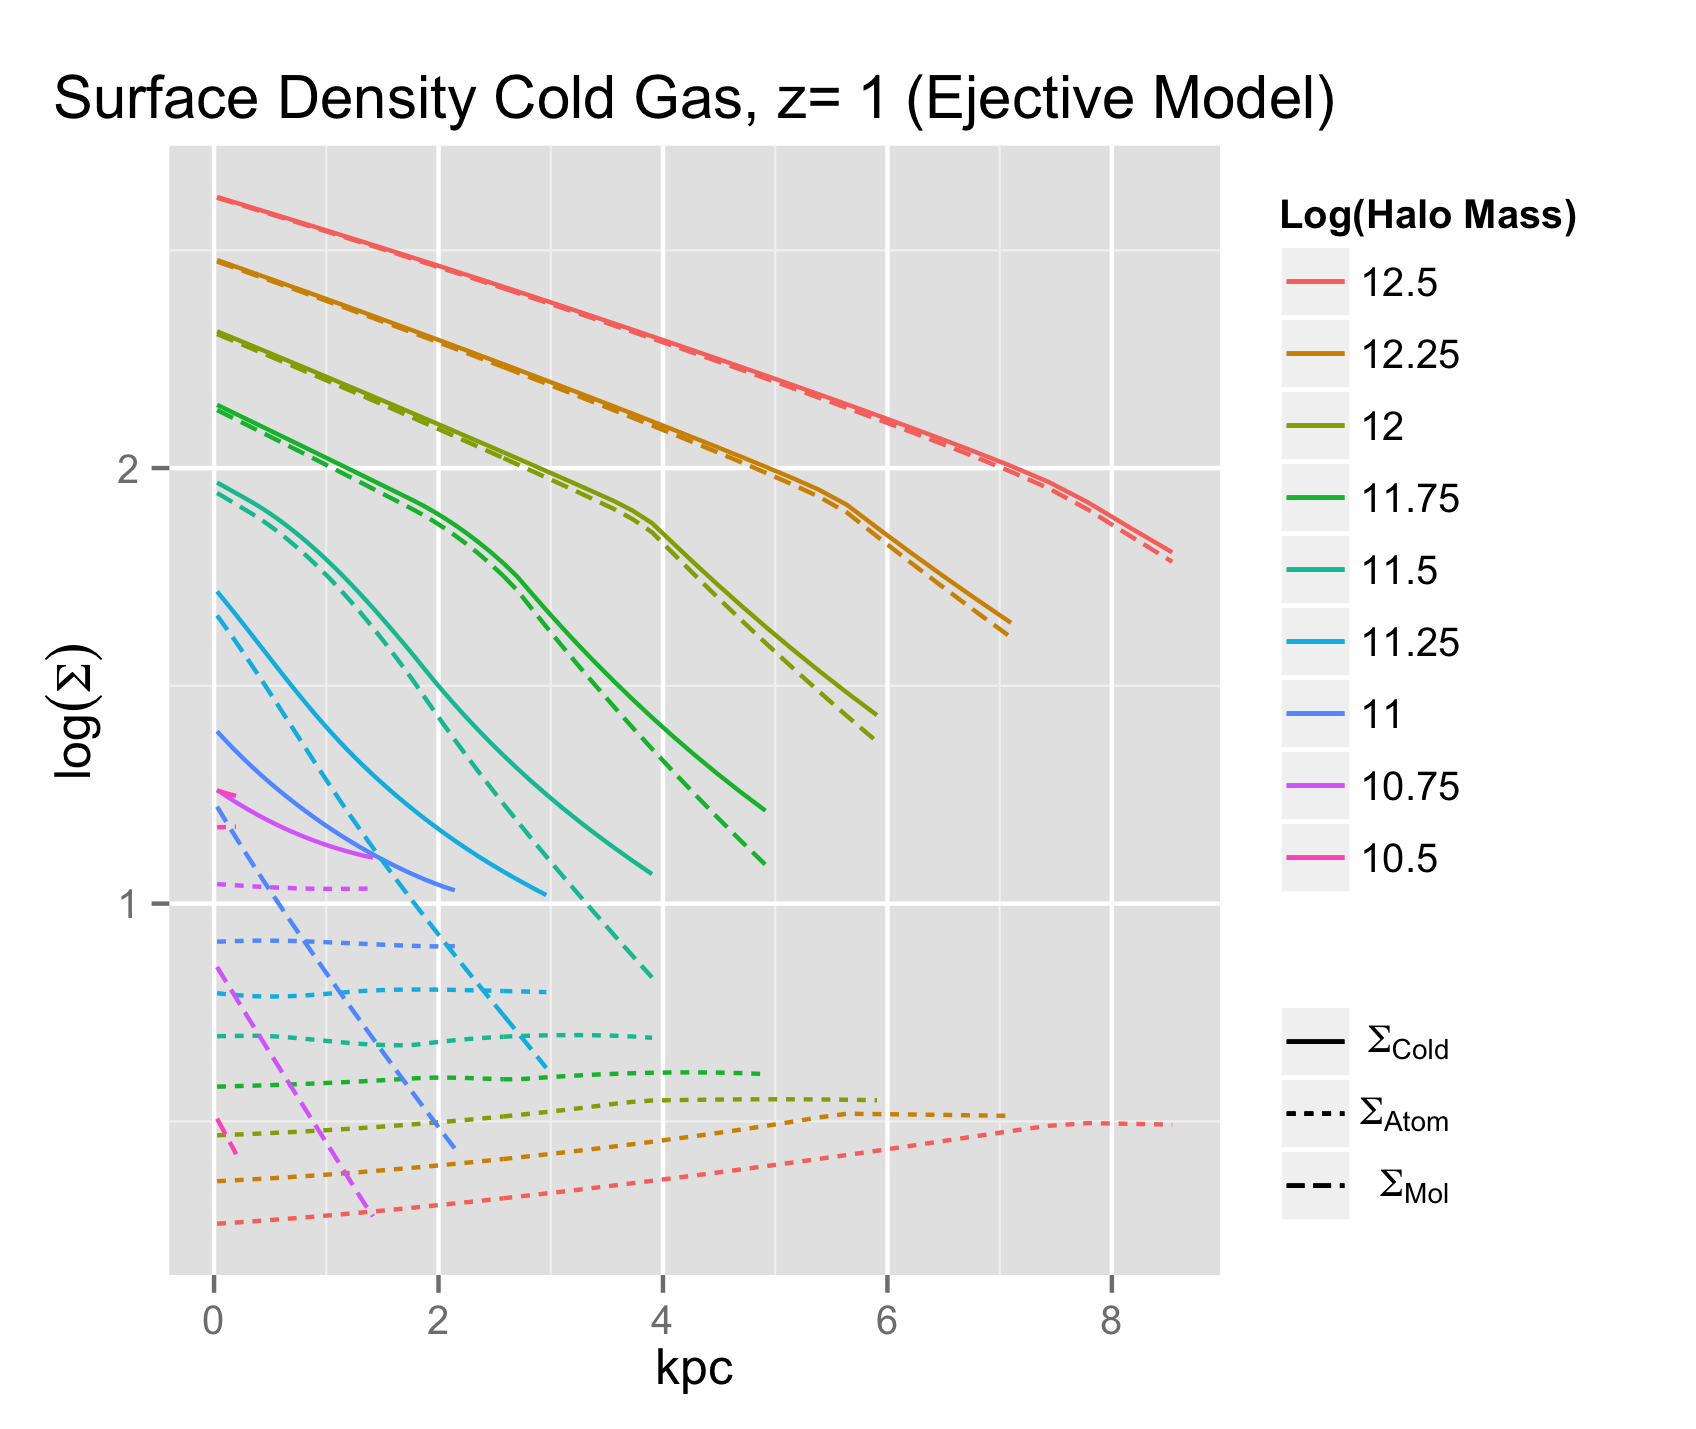 Surface Density Cold Gas, z= 1 (Ejective Model)
log(Σ)
2
1
0 2 4 6 8
kpc
Log(Halo Mass)
12.5
12.25
12
11.75
11.5
11.25
11
10.75
10.5
ΣCold
ΣAtom
ΣMol